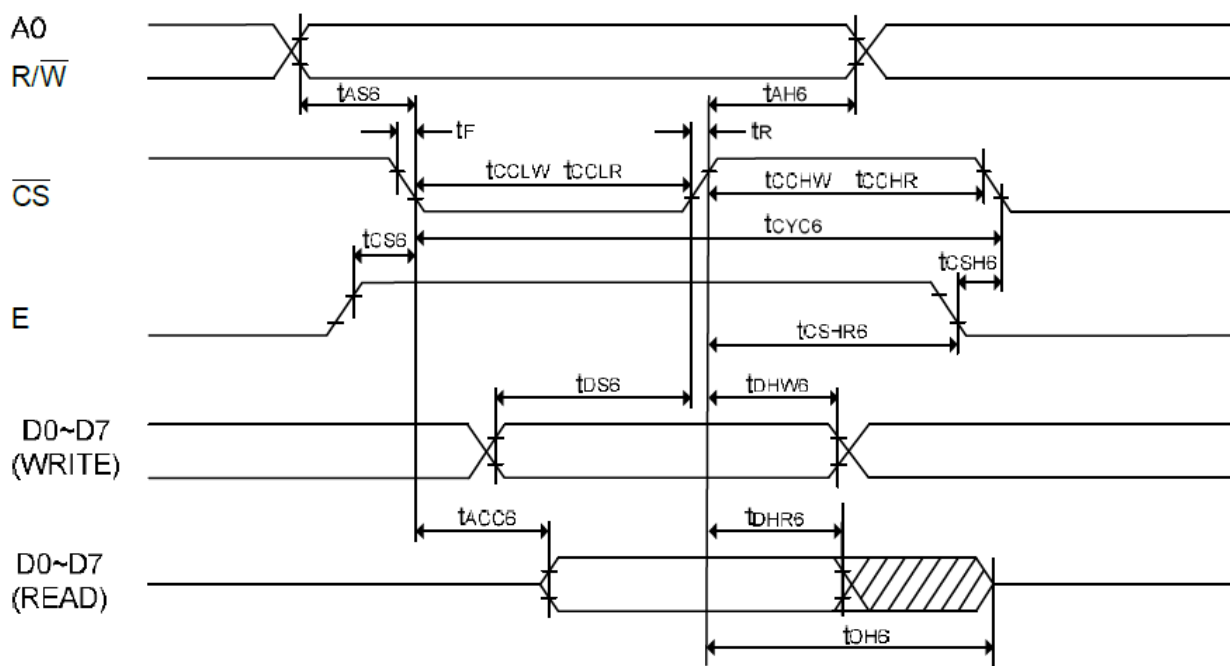 A0
R/W
tAS6 tAH6
tF tR
CS
tCCLW tCCLR tCCHW tCCHR
tCYC6
tCS6 tCSH6
E
tCSHR6
tDS6 tDHW6
D0~D7
(WRITE)
tACC6 tDHR6
D0~D7
(READ)
tOH6